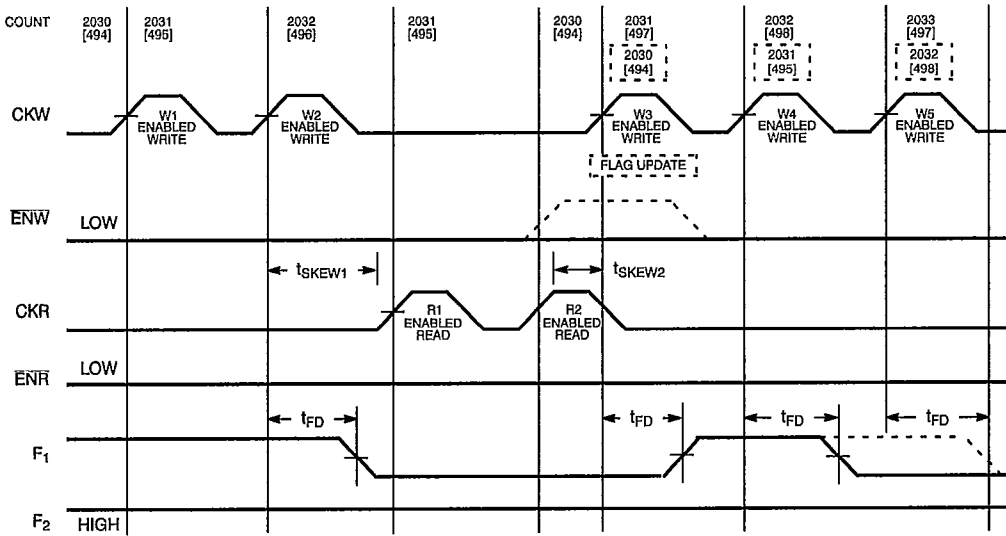 COUNT 2030 2031 2032 2031 2030 2031 2032 2033
[494] [495] [496] [495] [494] [497] [498] [497]
2030 2031 2032
[494] [495] [498]
CKW W1 W2 W3 W4 W5
ENABLED ENABLED ENABLED ENABLED ENABLED
WRITE WRITE WRITE WRITE WRITE
FLAG UPDATE
ENW LOW
tSKEW1 tSKEW2
CKR R1 R2
ENABLED ENABLED
READ READ
ENR LOW
tFD tFD tFD tFD
F1
F2 HIGH